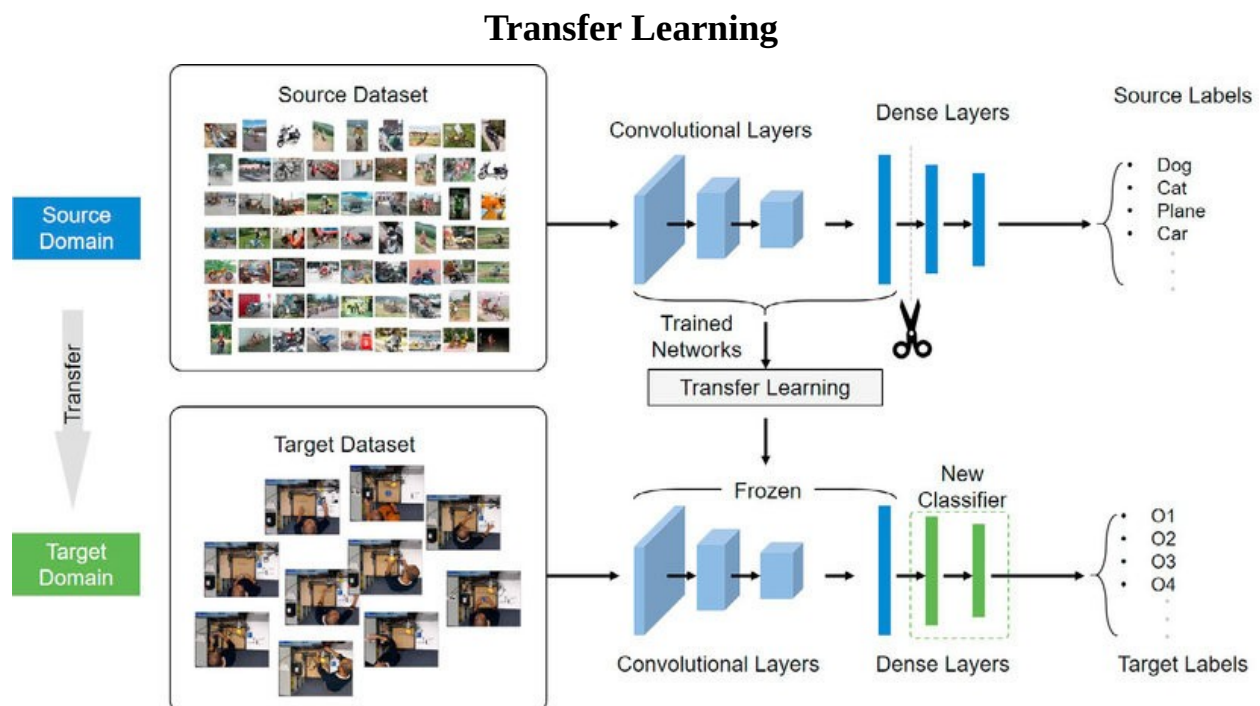 Transfer Learning
Source Dataset
Convolutional Layers
Dense Layers
Source Labels
Dog
Cat
Plane
Car
Source
Domain
Trained
Networks
Transfer Learning
Transfer
Target Dataset
Frozen
New
Classifier
O1
O2
O3
O4
Target
Domain
Convolutional Layers
Dense Layers
Target Labels